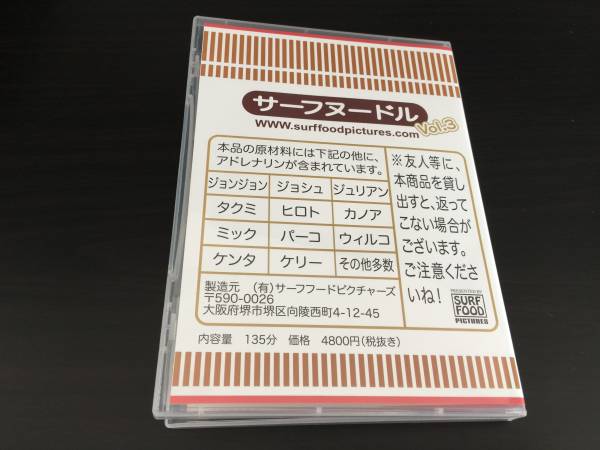 サーフヌードル
Vol.3
www.surffoodpictures.com
本品の原材料には下記の他に、
アドレナリンが含まれています。
ジョンジョン ジョシュ ジュリアン
タクミ ヒロト カノア
ミック パーコ ウィルコ
ケンタ ケリー その他多数
製造元 (有)サーフフードピクチャーズ
〒590-0026
大阪府堺市堺区向陵西町4-12-45
※友人等に、
本商品を貸し
出すと、返って
こない場合が
ございます。
ご注意くださ
いね!
PRESENTED BY
SURF
FOOD
PICTURES
内容量 135分 価格 4800円(税抜き)